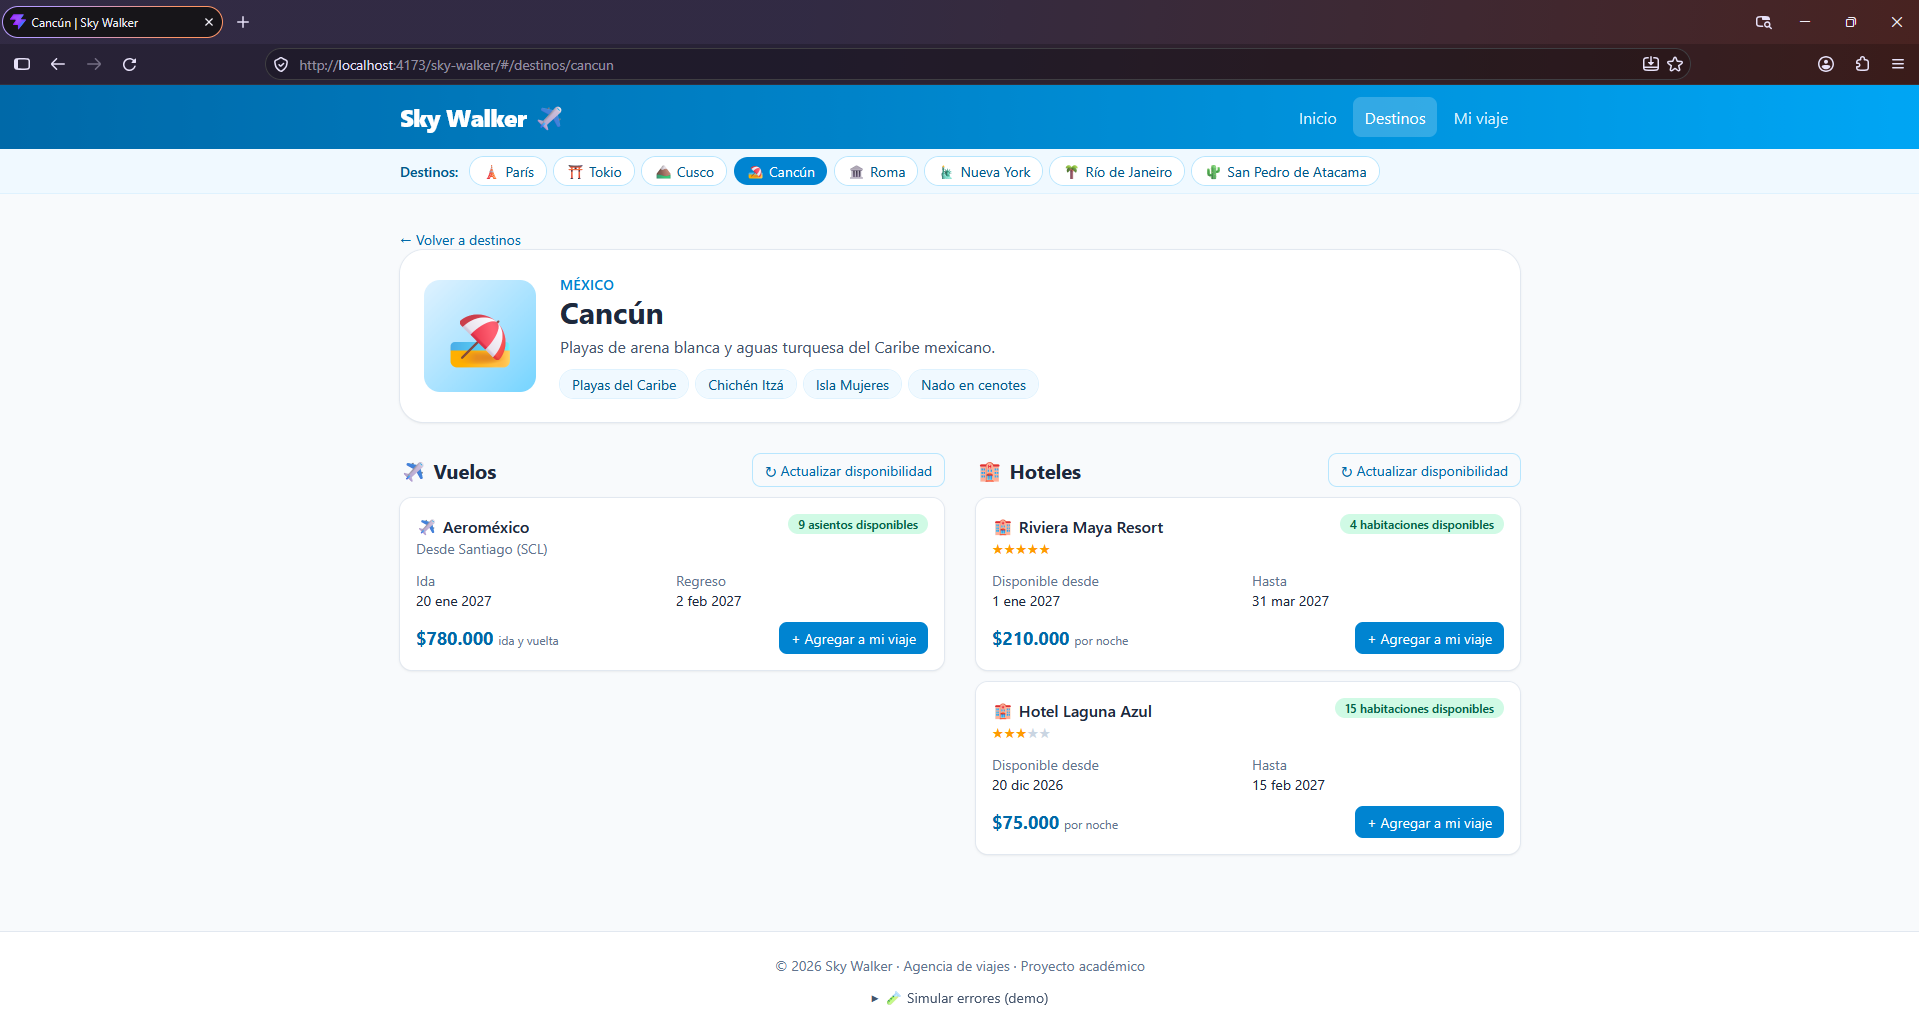 Cancún | Sky Walker
http://localhost:4173/sky-walker/#/destinos/cancun
Sky Walker
Inicio
Destinos
Mi viaje
Destinos:
París
Tokio
Cusco
Cancún
Roma
Nueva York
Río de Janeiro
San Pedro de Atacama
← Volver a destinos
MÉXICO
Cancún
Playas de arena blanca y aguas turquesa del Caribe mexicano.
Playas del Caribe
Chichén Itzá
Isla Mujeres
Nado en cenotes
Vuelos
↻ Actualizar disponibilidad
Aeroméxico
9 asientos disponibles
Desde Santiago (SCL)
Ida
Regreso
20 ene 2027
2 feb 2027
$780.000 ida y vuelta
+ Agregar a mi viaje
Hoteles
↻ Actualizar disponibilidad
Riviera Maya Resort
4 habitaciones disponibles
★★★★★
Disponible desde
Hasta
1 ene 2027
31 mar 2027
$210.000 por noche
+ Agregar a mi viaje
Hotel Laguna Azul
15 habitaciones disponibles
★★★★★
Disponible desde
Hasta
20 dic 2026
15 feb 2027
$75.000 por noche
+ Agregar a mi viaje
© 2026 Sky Walker · Agencia de viajes · Proyecto académico
Simular errores (demo)